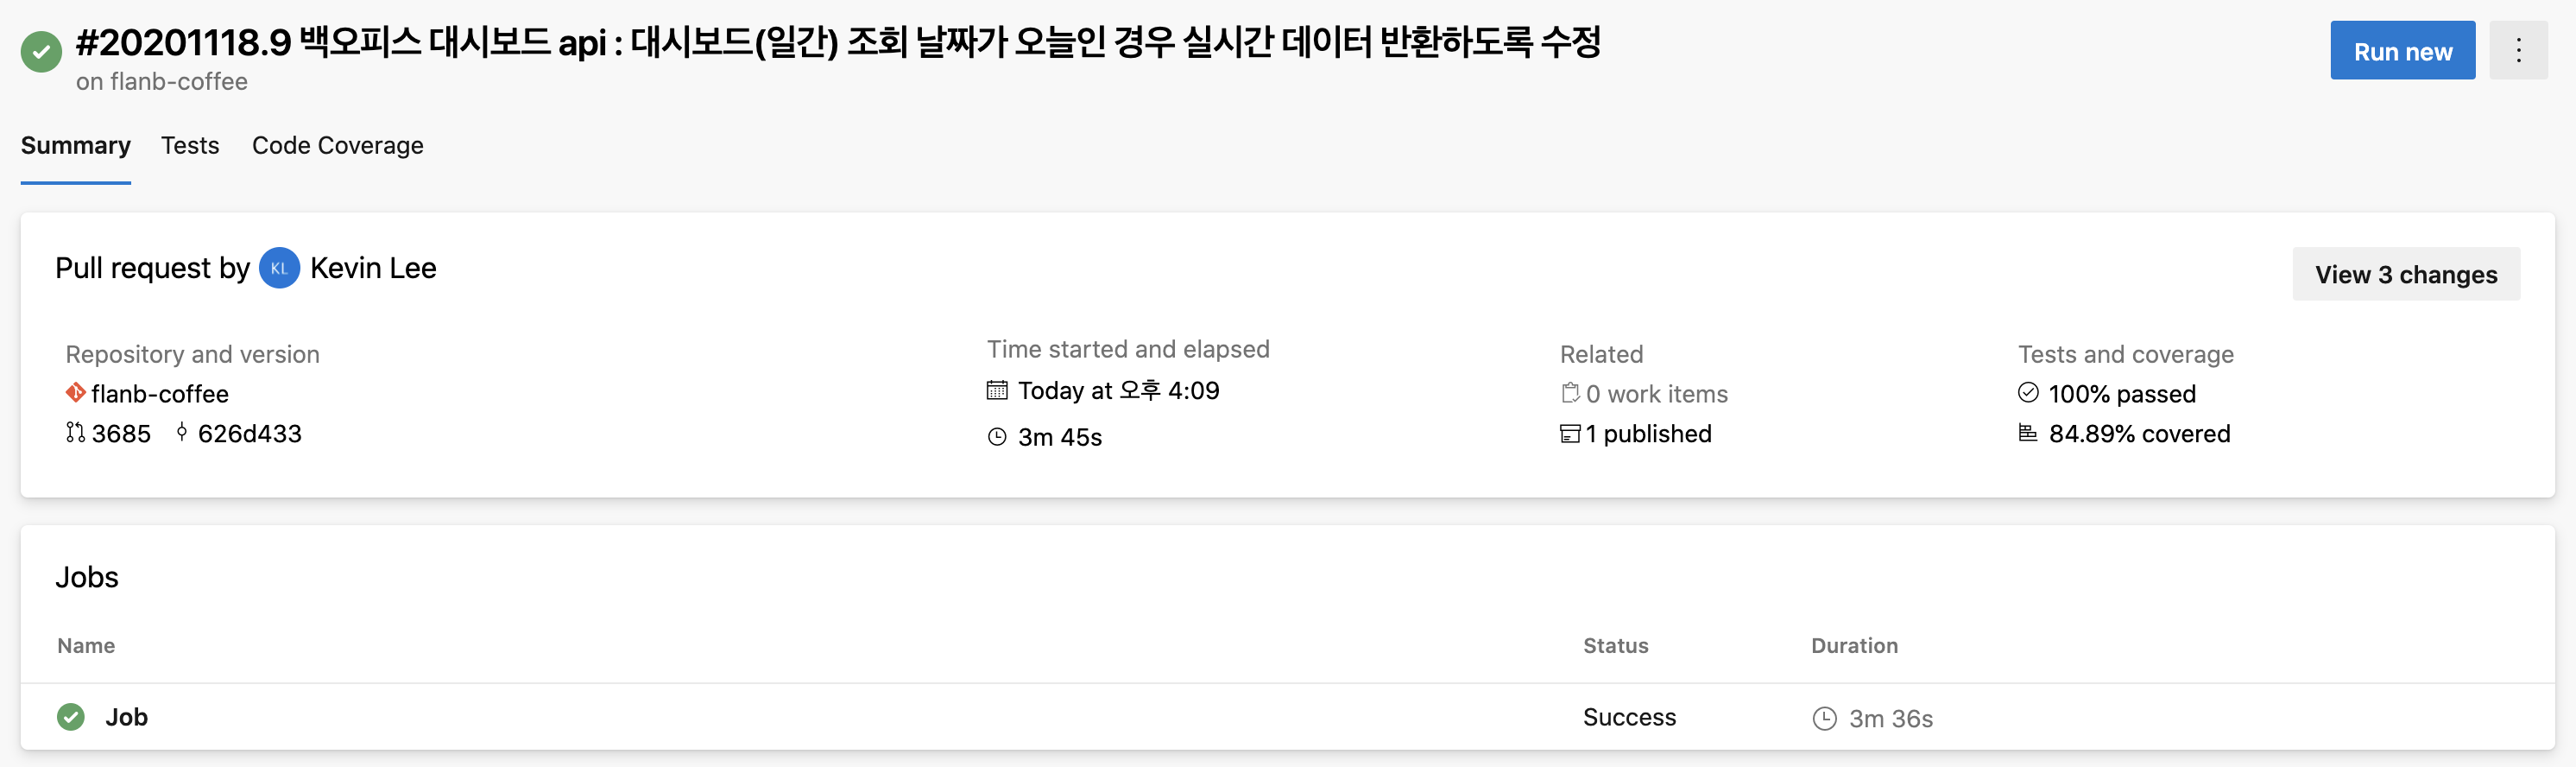 #20201118.9 백오피스 대시보드 api : 대시보드(일간) 조회 날짜가 오늘인 경우 실시간 데이터 반환하도록 수정
on flanb-coffee
Run new
Summary Tests Code Coverage
Pull request by KL Kevin Lee
View 3 changes
Repository and version
flanb-coffee
3685 626d433
Time started and elapsed
Today at 오후 4:09
3m 45s
Related
0 work items
1 published
Tests and coverage
100% passed
84.89% covered
Jobs
Name Status Duration
Job Success 3m 36s